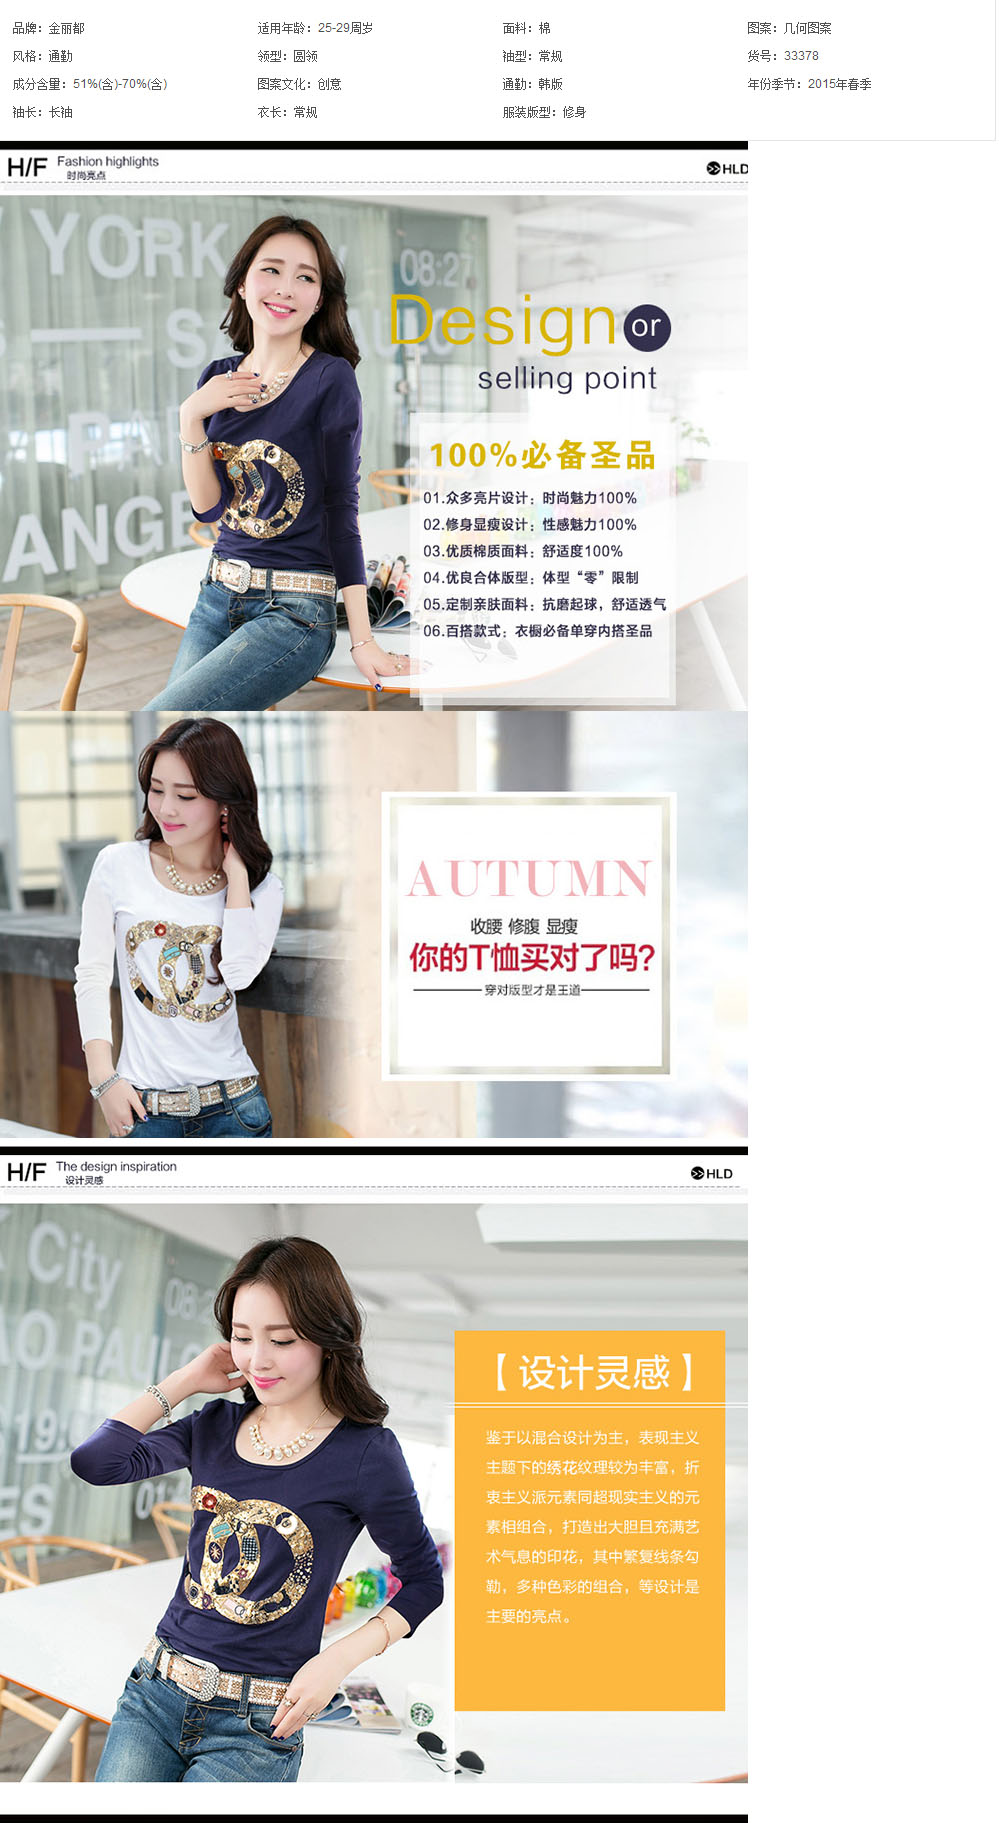 品牌：金丽都
适用年龄：25-29周岁
面料：棉
图案：几何图案
风格：通勤
领型：圆领
袖型：常规
货号：33378
成分含量：51%(含)-70%(含)
图案文化：创意
通勤：韩版
年份季节：2015年春季
袖长：长袖
衣长：常规
服装版型：修身
H/F Fashion highlights
时尚亮点
HLD
YORK City
08:27
PA
ANGE
Design or
selling point
100%必备圣品
01.众多亮片设计；时尚魅力100%
02.修身显瘦设计；性感魅力100%
03.优质棉质面料；舒适度100%
04.优良合体版型；体型“零”限制
05.定制亲肤面料；抗磨起球，舒适透气
06.百搭款式；衣橱必备单穿内搭圣品
AUTUMN
收腰 修腹 显瘦
你的T恤买对了吗?
穿对版型才是王道
H/F The design inspiration
设计灵感
HLD
City
08:2
AO PAULO
19:0
01:4
ES
【设计灵感】
鉴于以混合设计为主，表现主义
主题下的绣花纹理较为丰富，折
衷主义派元素同超现实主义的元
素相组合，打造出大胆且充满艺
术气息的印花，其中繁复线条勾
勒，多种色彩的组合，等设计是
主要的亮点。